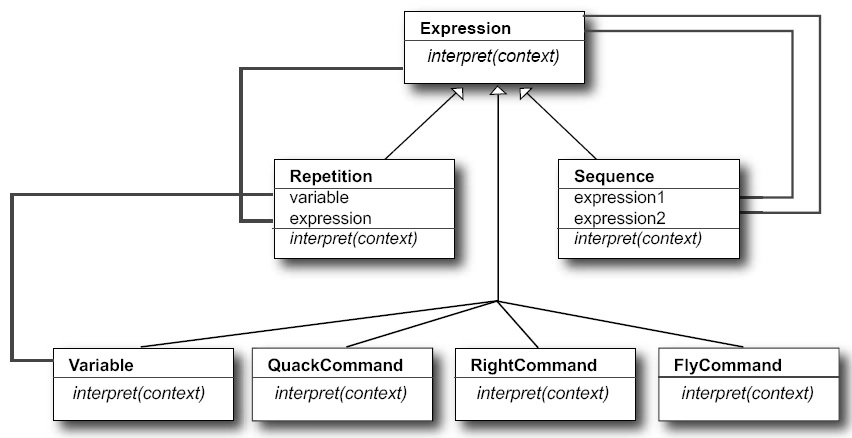 Expression
interpret(context)
Repetition
variable
expression
interpret(context)
Sequence
expression1
expression2
interpret(context)
Variable
interpret(context)
QuackCommand
interpret(context)
RightCommand
interpret(context)
FlyCommand
interpret(context)